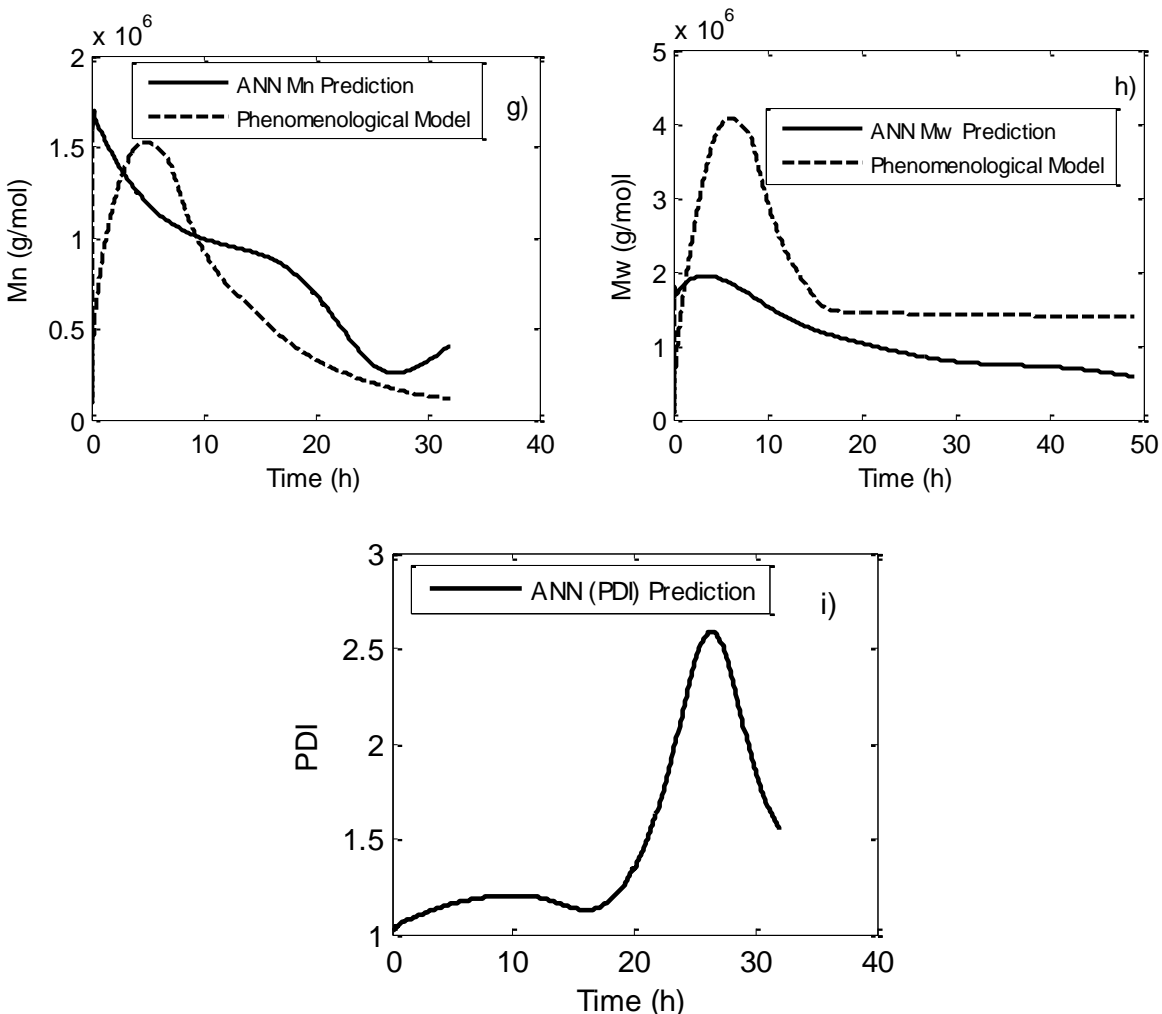 x 10^6
2
1.5
1
0.5
0
Mn (g/mol)
ANN Mn Prediction
Phenomenological Model
g)
0 10 20 30 40
Time (h)
x 10^6
5
4
3
2
1
0
Mw (g/mo)l
ANN Mw Prediction
Phenomenological Model
h)
0 10 20 30 40 50
Time (h)
3
2.5
2
1.5
1
PDI
ANN (PDI) Prediction
i)
0 10 20 30 40
Time (h)